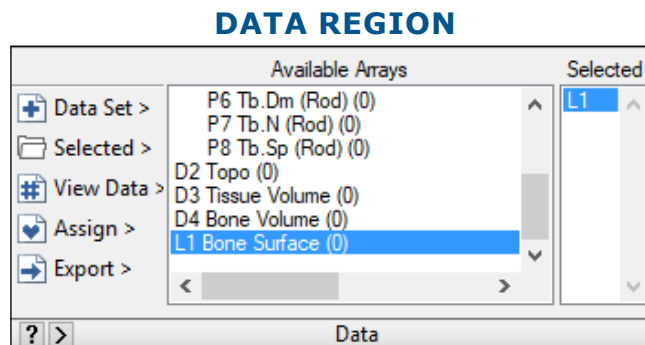 DATA REGION
Available Arrays
Selected
Data Set >
Selected >
View Data >
Assign >
Export >
P6 Tb.Dm (Rod) (0)
P7 Tb.N (Rod) (0)
P8 Tb.Sp (Rod) (0)
D2 Topo (0)
D3 Tissue Volume (0)
D4 Bone Volume (0)
L1 Bone Surface (0)
L1
? >
Data